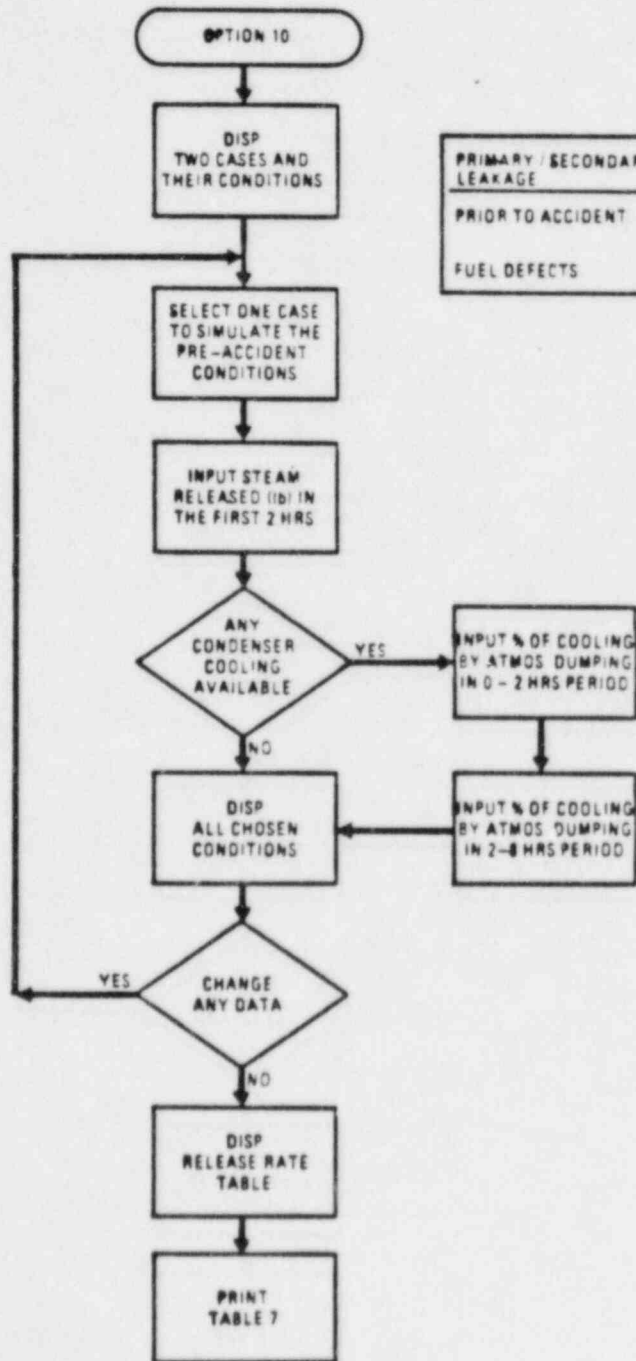 OPTION 10
DISP
TWO CASES AND
THEIR CONDITIONS
PRIMARY / SECONDAR
LEAKAGE
PRIOR TO ACCIDENT
FUEL DEFECTS
SELECT ONE CASE
TO SIMULATE THE
PRE-ACCIDENT
CONDITIONS
INPUT STEAM
RELEASED (lb) IN
THE FIRST 2 HRS
ANY
CONDENSER
COOLING
AVAILABLE
YES
INPUT % OF COOLING
BY ATMOS. DUMPING
IN 0 - 2 HRS PERIOD
NO
DISP
ALL CHOSEN
CONDITIONS
INPUT % OF COOLING
BY ATMOS. DUMPING
IN 2-8 HRS PERIOD
YES
CHANGE
ANY DATA
NO
DISP
RELEASE RATE
TABLE
PRINT
TABLE 7